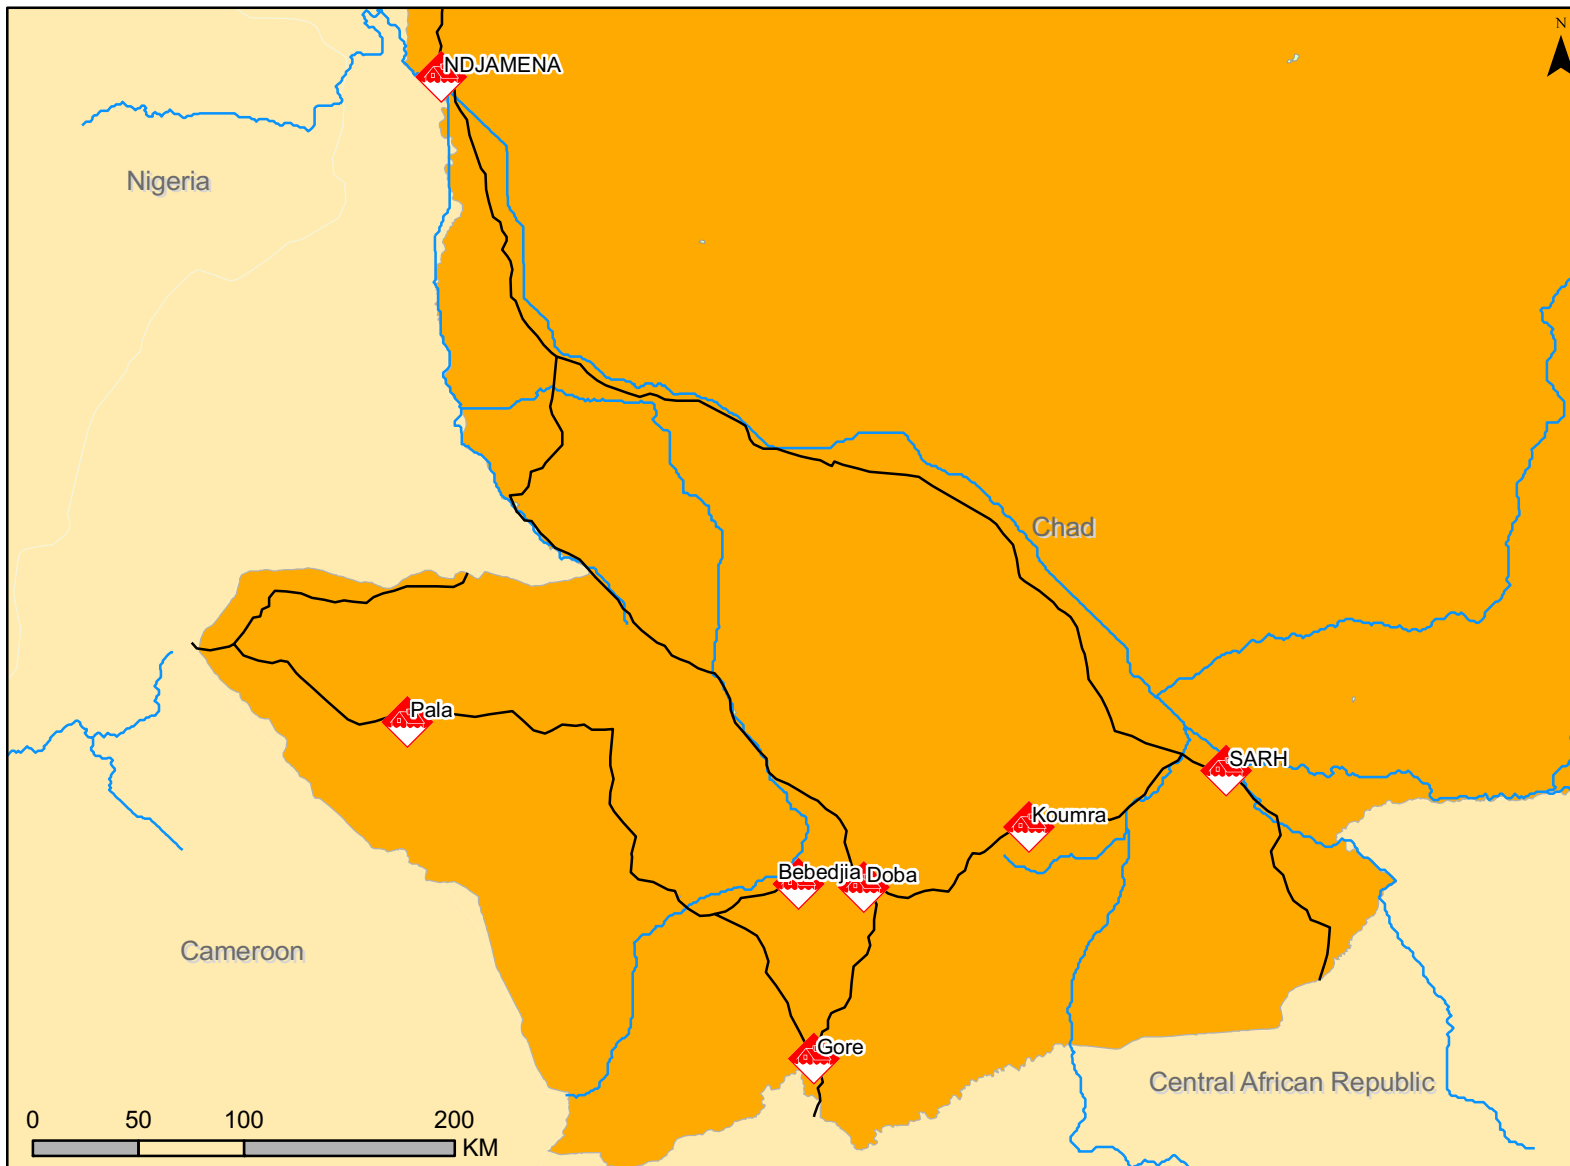 N
NDJAMENA
Nigeria
Chad
Pala
SARH
Koumra
Bebedjia
Doba
Cameroon
Gore
Central African Republic
0 50 100 200
KM